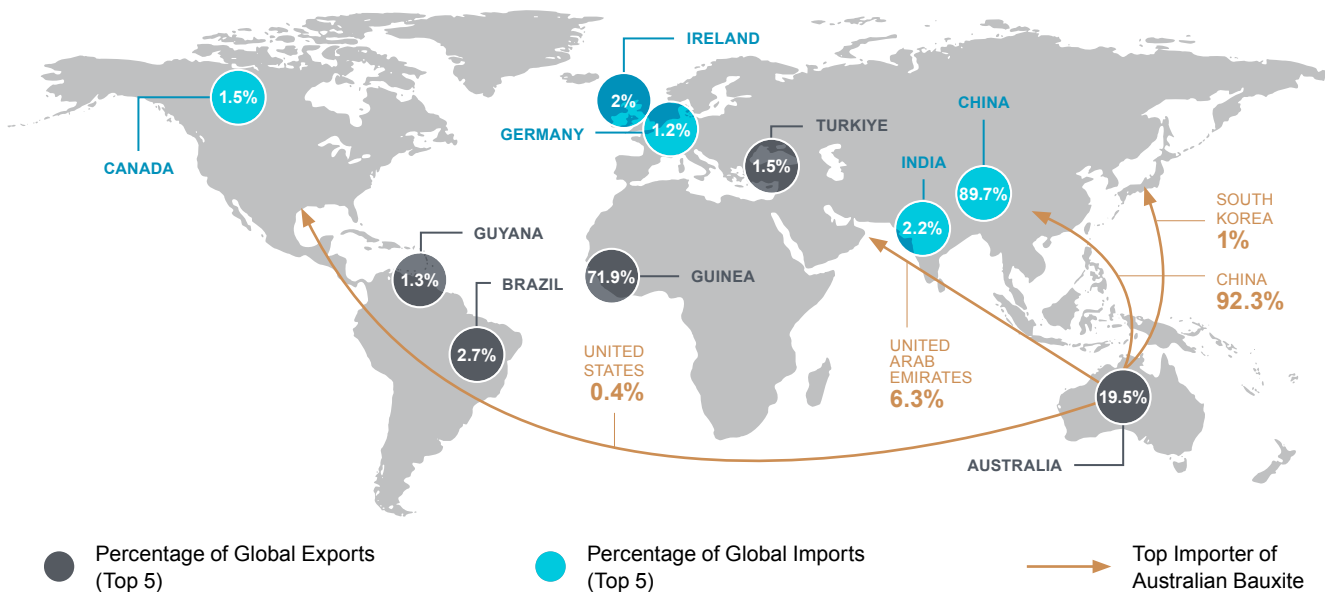 IRELAND
2%
CANADA
1.5%
GERMANY
1.2%
TURKIYE
1.5%
CHINA
89.7%
INDIA
2.2%
SOUTH
KOREA
1%
CHINA
92.3%
GUYANA
1.3%
BRAZIL
2.7%
71.9%
GUINEA
UNITED
STATES
0.4%
UNITED
ARAB
EMIRATES
6.3%
19.5%
AUSTRALIA
Percentage of Global Exports
(Top 5)
Percentage of Global Imports
(Top 5)
Top Importer of
Australian Bauxite